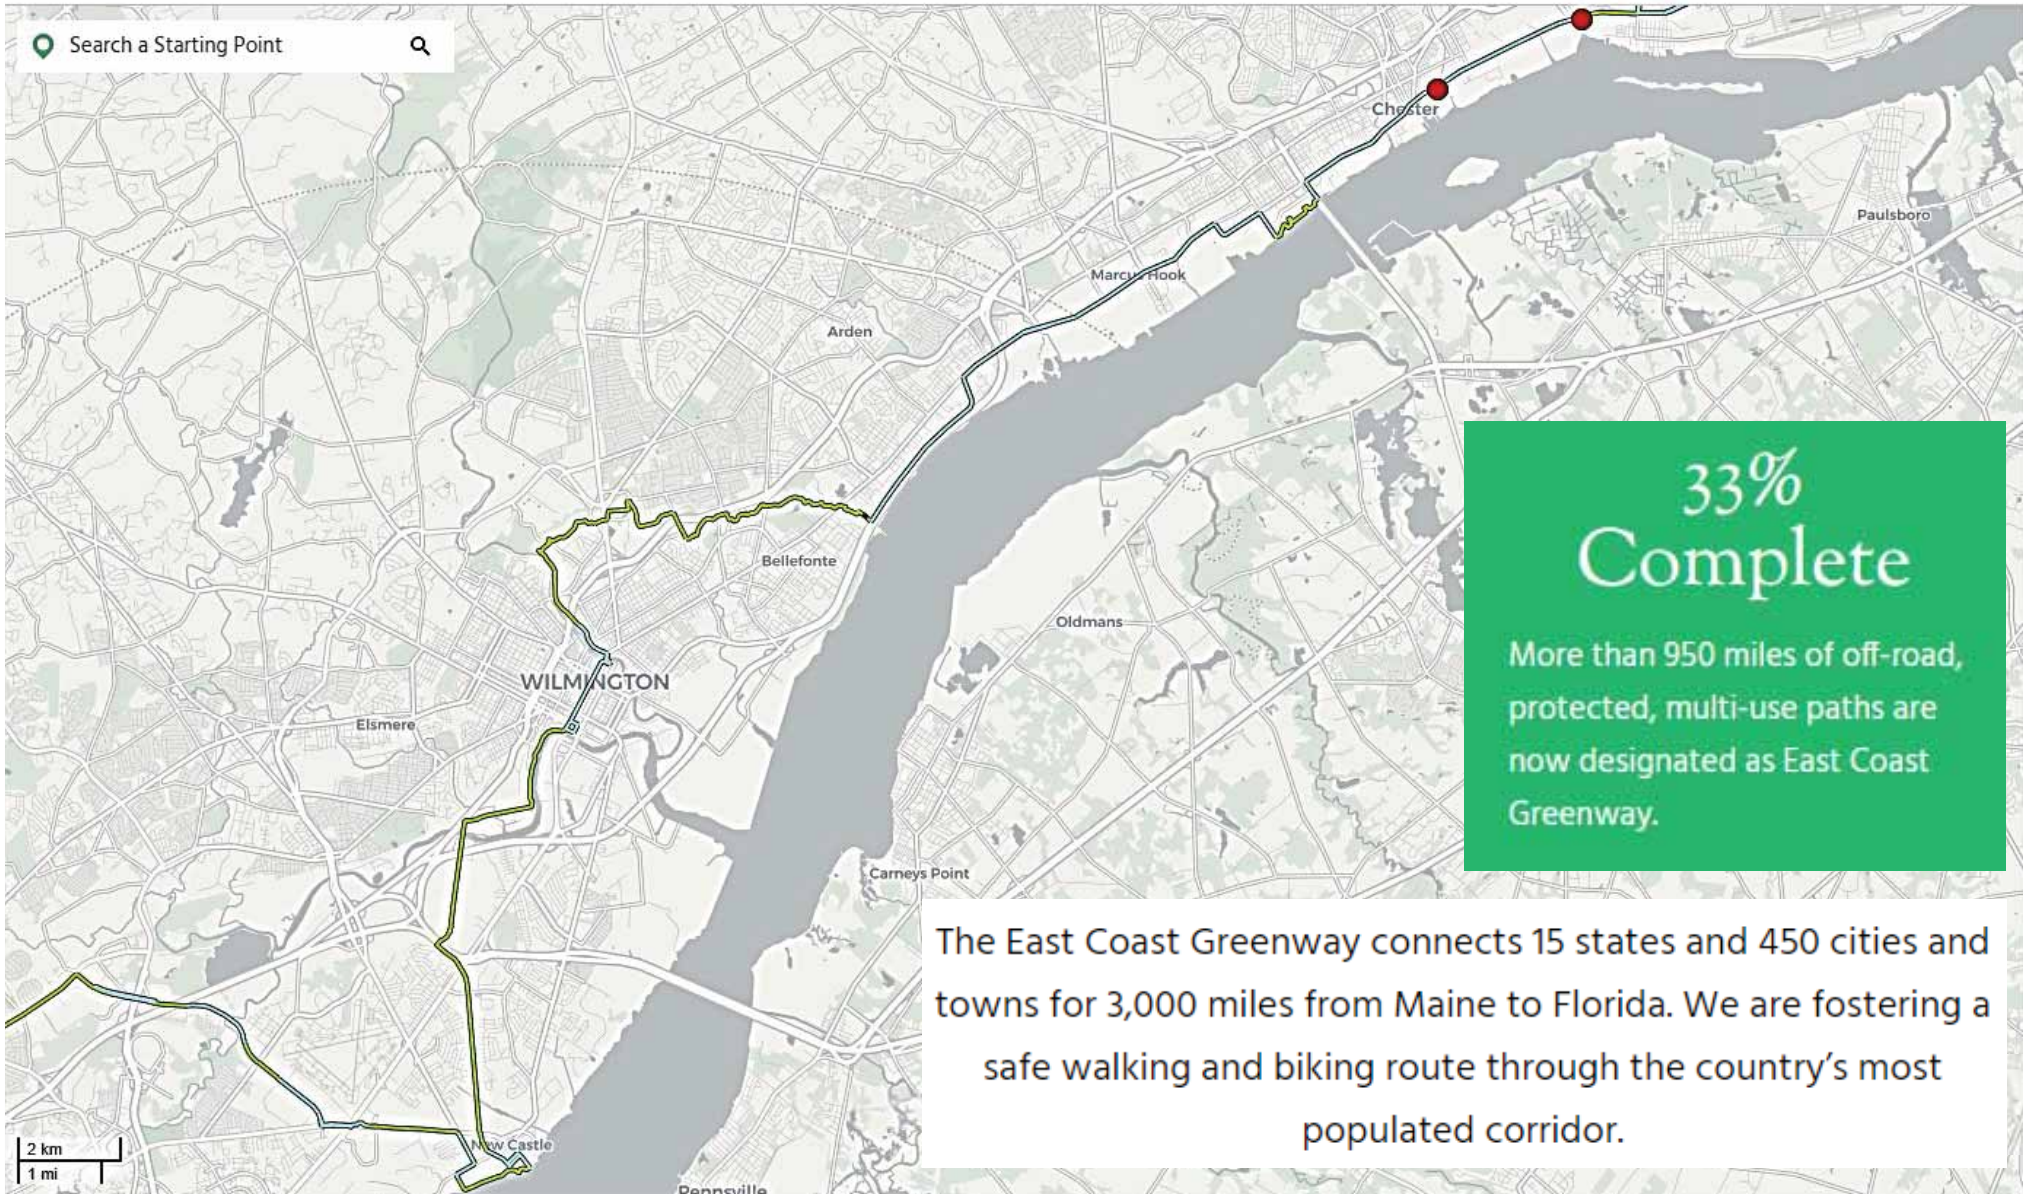 Search a Starting Point
Chester
Paulsboro
Marcus Hook
Arden
33%
Complete
More than 950 miles of off-road,
protected, multi-use paths are
now designated as East Coast
Greenway.
Bellefonte
Oldmans
WILMINGTON
Elsmere
Carneys Point
The East Coast Greenway connects 15 states and 450 cities and
towns for 3,000 miles from Maine to Florida. We are fostering a
safe walking and biking route through the country's most
populated corridor.
New Castle
2 km
1 mi
Pennsville